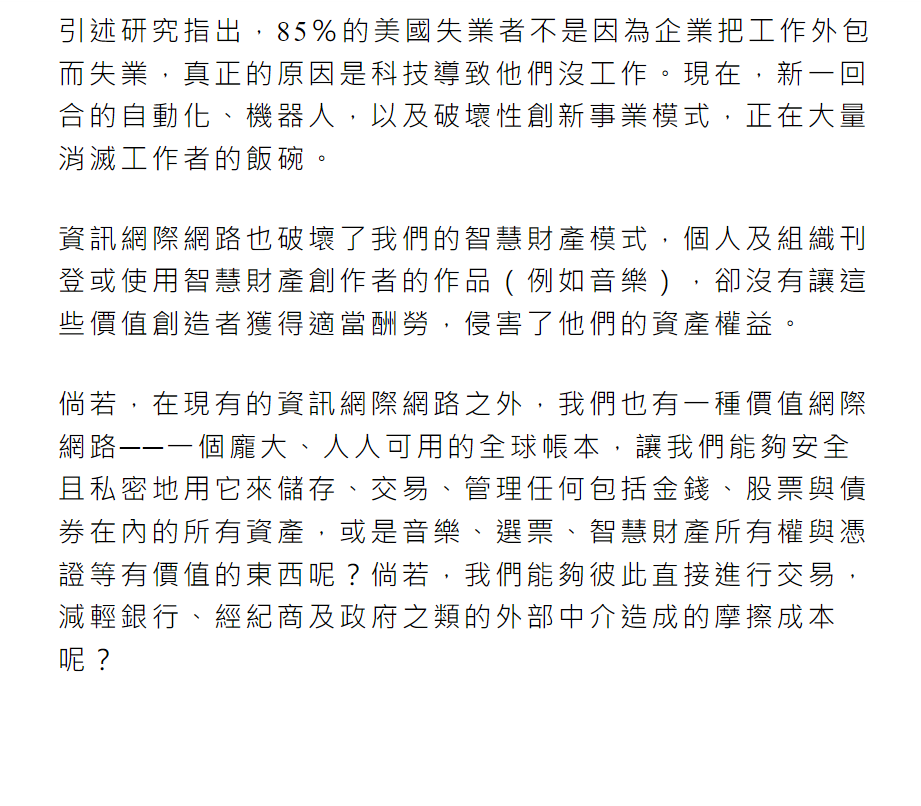 引述研究指出，85％的美國失業者不是因為企業把工作外包
而失業，真正的原因是科技導致他們沒工作。現在，新一回
合的自動化、機器人，以及破壞性創新事業模式，正在大量
消滅工作者的飯碗。
資訊網際網路也破壞了我們的智慧財產模式，個人及組織刊
登或使用智慧財產創作者的作品（例如音樂），卻沒有讓這
些價值創造者獲得適當酬勞，侵害了他們的資產權益。
倘若，在現有的資訊網際網路之外，我們也有一種價值網際
網路——一個龐大、人人可用的全球帳本，讓我們能夠安全
且私密地用它來儲存、交易、管理任何包括金錢、股票與債
券在內的所有資產，或是音樂、選票、智慧財產所有權與憑
證等有價值的東西呢？倘若，我們能夠彼此直接進行交易，
減輕銀行、經紀商及政府之類的外部中介造成的摩擦成本
呢？